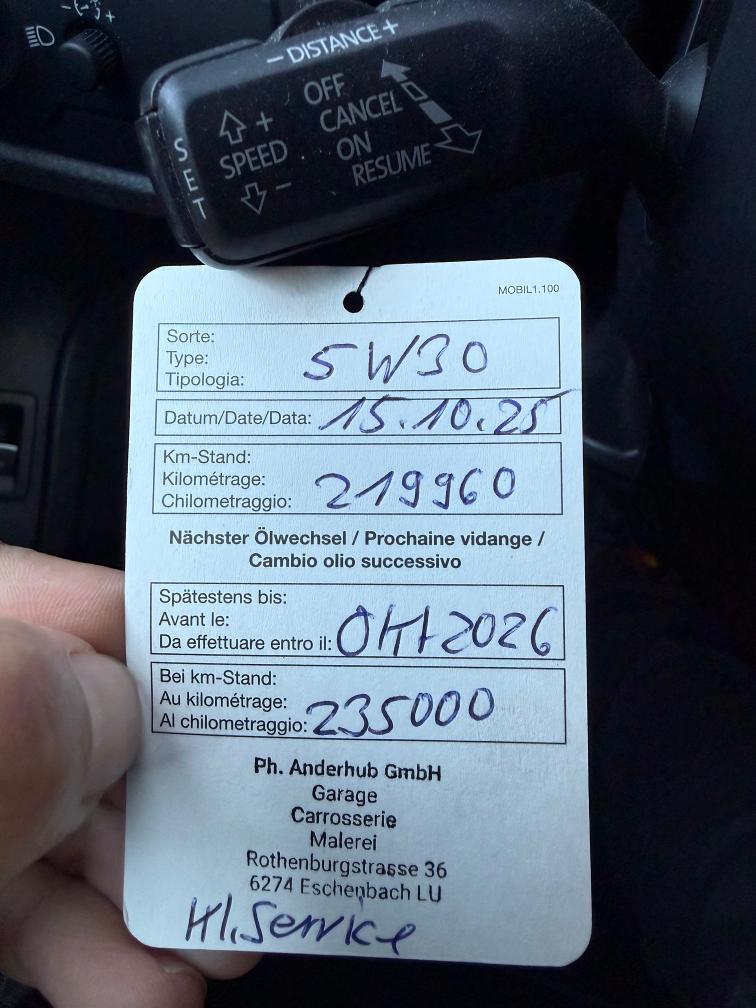 − DISTANCE +
OFF
CANCEL
ON
RESUME
+
SPEED
−
SET
MOBIL1.100
Sorte:
Type:
Tipologia: 5W30
Datum/Date/Data: 15.10.25
Km-Stand:
Kilométrage:
Chilometraggio: 219960
Nächster Ölwechsel / Prochaine vidange /
Cambio olio successivo
Spätestens bis:
Avant le:
Da effettuare entro il: Okt 2026
Bei km-Stand:
Au kilométrage:
Al chilometraggio: 235000
Ph. Anderhub GmbH
Garage
Carrosserie
Malerei
Rothenburgstrasse 36
6274 Eschenbach LU
Kl. Service